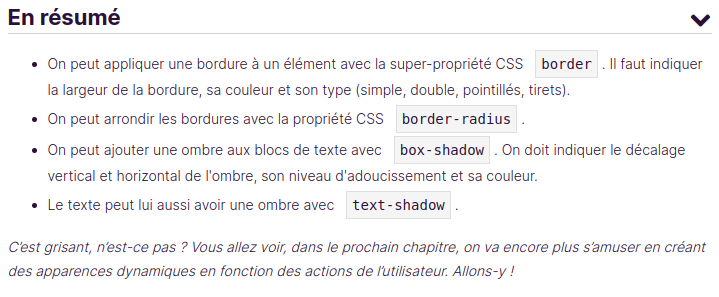 En résumé
On peut appliquer une bordure à un élément avec la super-propriété CSS border . Il faut indiquer
la largeur de la bordure, sa couleur et son type (simple, double, pointillés, tirets).
On peut arrondir les bordures avec la propriété CSS border-radius .
On peut ajouter une ombre aux blocs de texte avec box-shadow . On doit indiquer le décalage
vertical et horizontal de l'ombre, son niveau d'adoucissement et sa couleur.
Le texte peut lui aussi avoir une ombre avec text-shadow .
C’est grisant, n’est-ce pas ? Vous allez voir, dans le prochain chapitre, on va encore plus s’amuser en créant
des apparences dynamiques en fonction des actions de l’utilisateur. Allons-y !